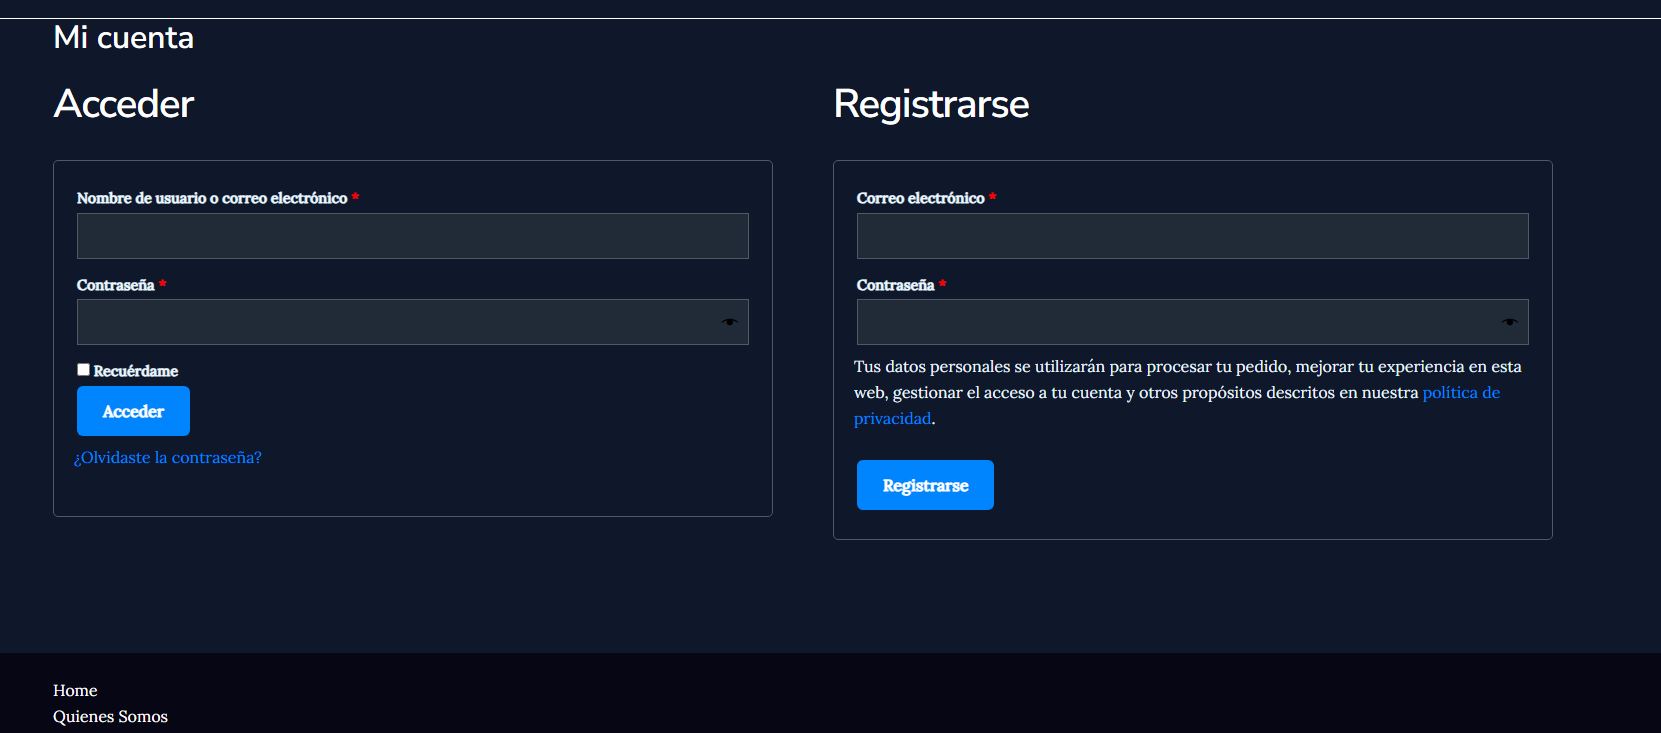 Mi cuenta
Acceder
Nombre de usuario o correo electrónico *
Contraseña *
Recuérdame
Acceder
¿Olvidaste la contraseña?
Registrarse
Correo electrónico *
Contraseña *
Tus datos personales se utilizarán para procesar tu pedido, mejorar tu experiencia en esta
web, gestionar el acceso a tu cuenta y otros propósitos descritos en nuestra política de
privacidad.
Registrarse
Home
Quienes Somos